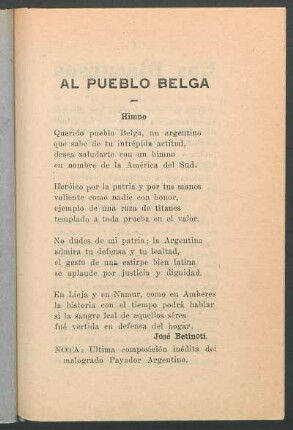 AL PUEBLO BELGA
Himno
Querido pueblo Belga, un argentino
que sabe de tu intrépida actitud,
desea saludarte con un himno
en nombre de la América del Sud.
Heróico por la patria y por tus manes
valiente como nadie con honor,
ejemplo de una raza de titanes
templado a toda prueba en el valor.
No dudes de mi patria; la Argentina
admira tu defensa y tu lealtad,
el gesto de una estirpe bien latina
se aplaude por justicia y dignidad.
En Lieja y en Namur, como en Amberes
la historia con el tiempo podrá hablar
si la sangre leal de aquellos séres
fué vertida en defensa del hogar.
José Betinoti.
NOTA: Ultima composición inédita del
malogrado Payador Argentino.